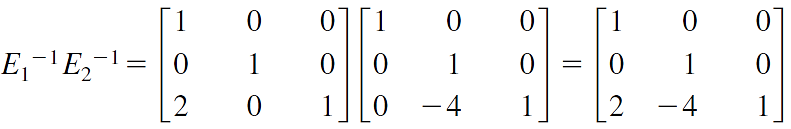 1 0 0 1 0 0 1 0 0
E₁⁻¹E₂⁻¹ = 0 1 0 0 1 0 = 0 1 0
2 0 1 0 −4 1 2 −4 1